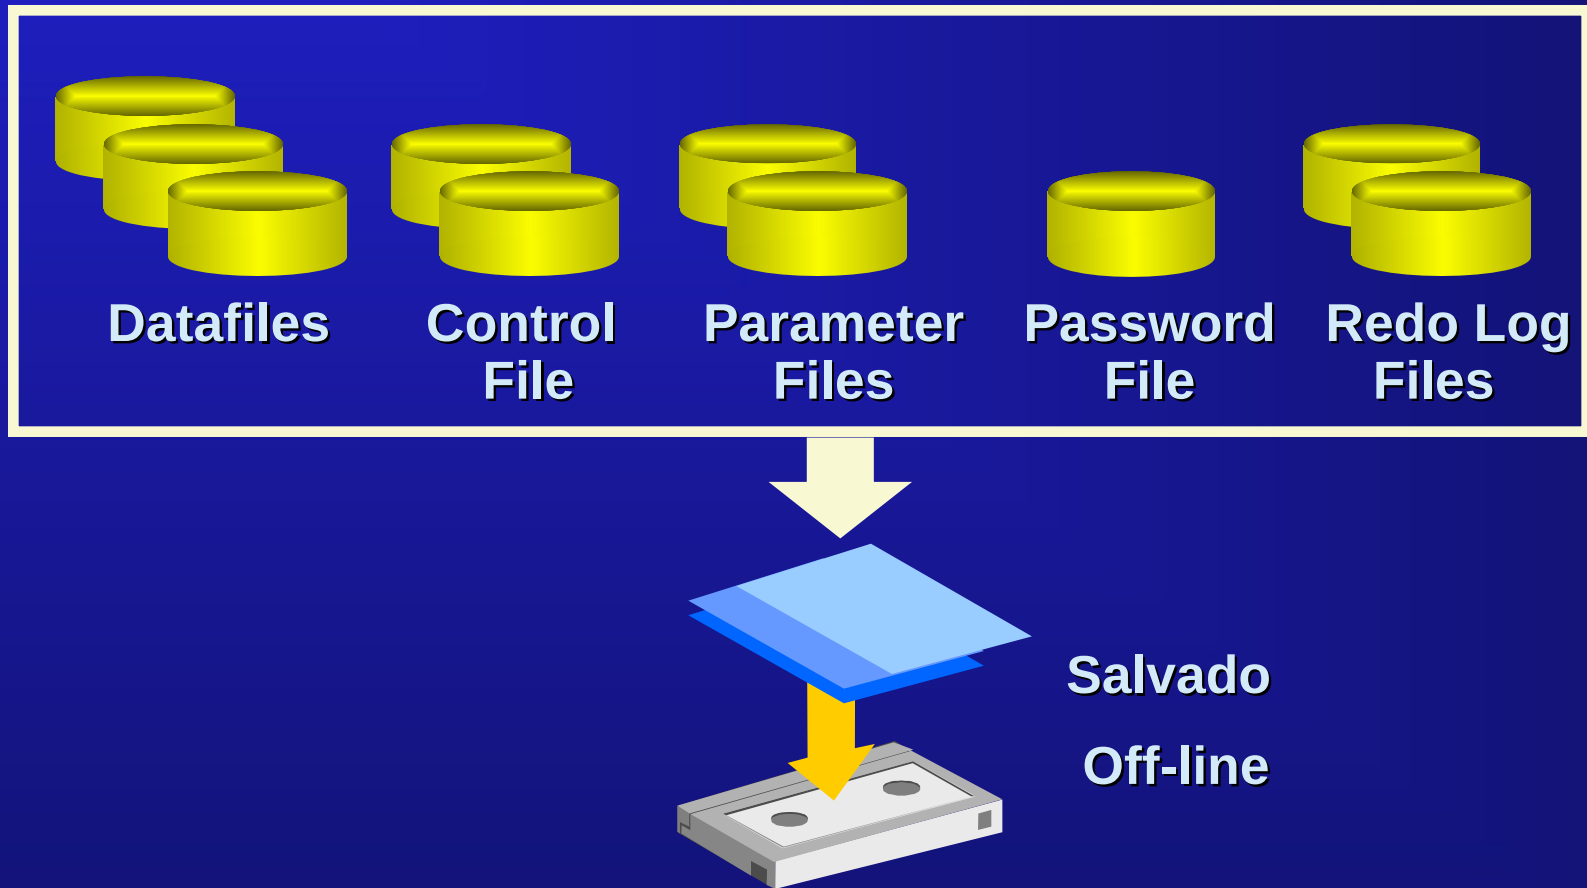 Datafiles
Control
File
Parameter
Files
Password
File
Redo Log
Files
Salvado
Off-line